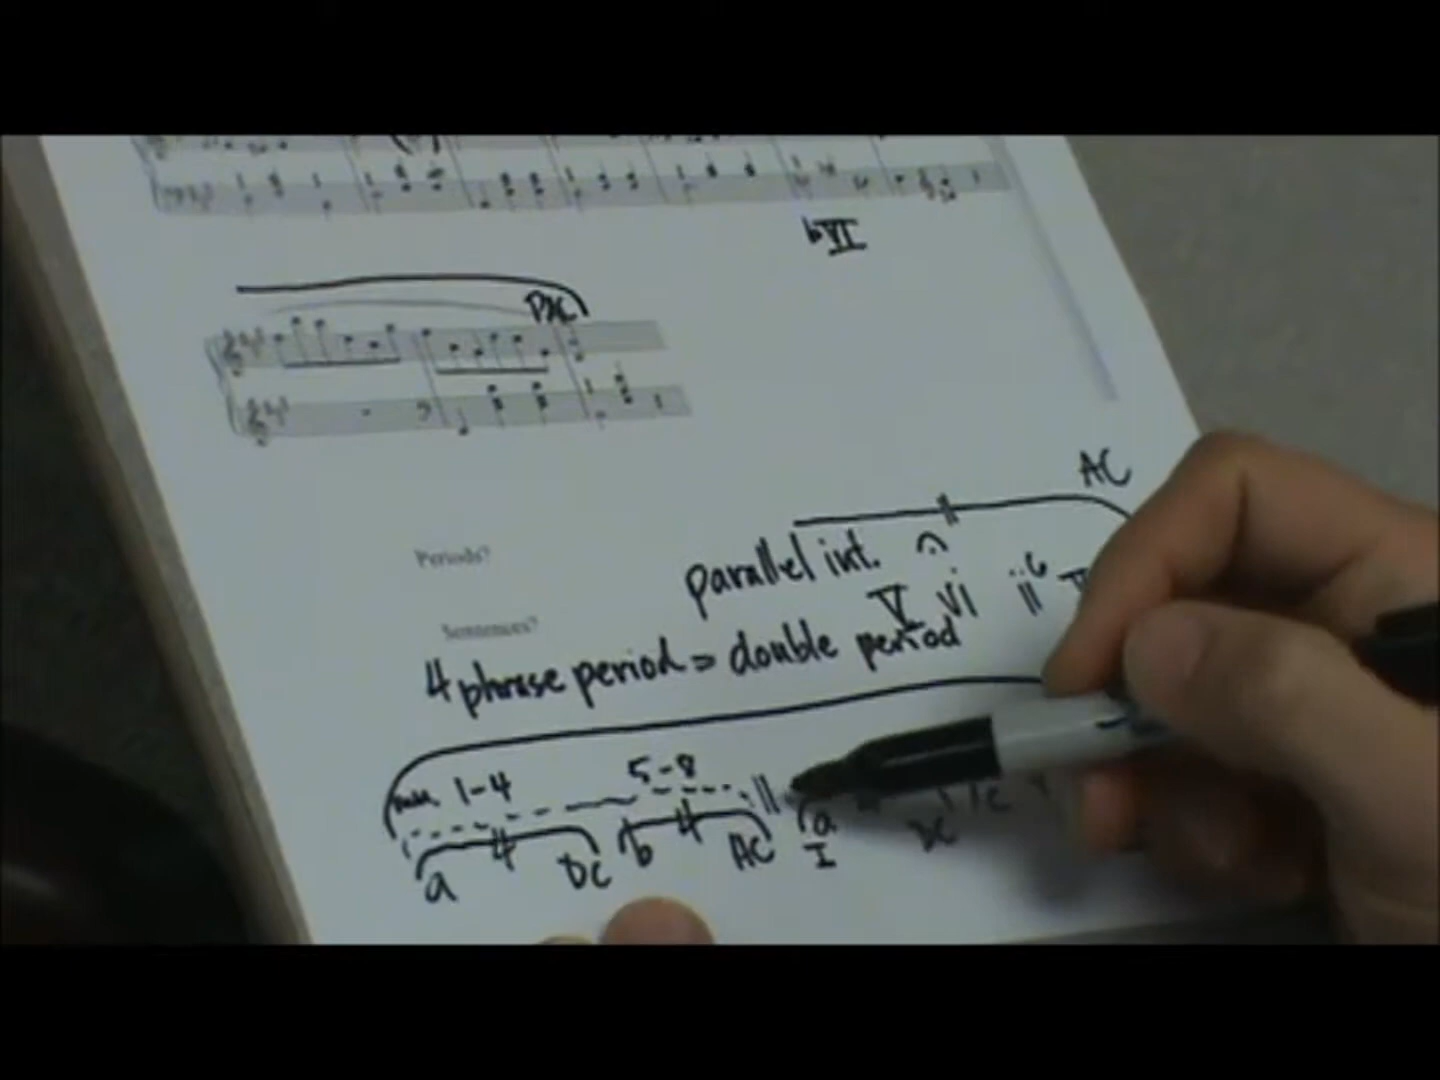 bVI
PAC
AC
Periods?
parallel int.
V vi ii6
Sentences?
4 phrase period = double period
mm 1-4 5-8
a DC b AC a
I